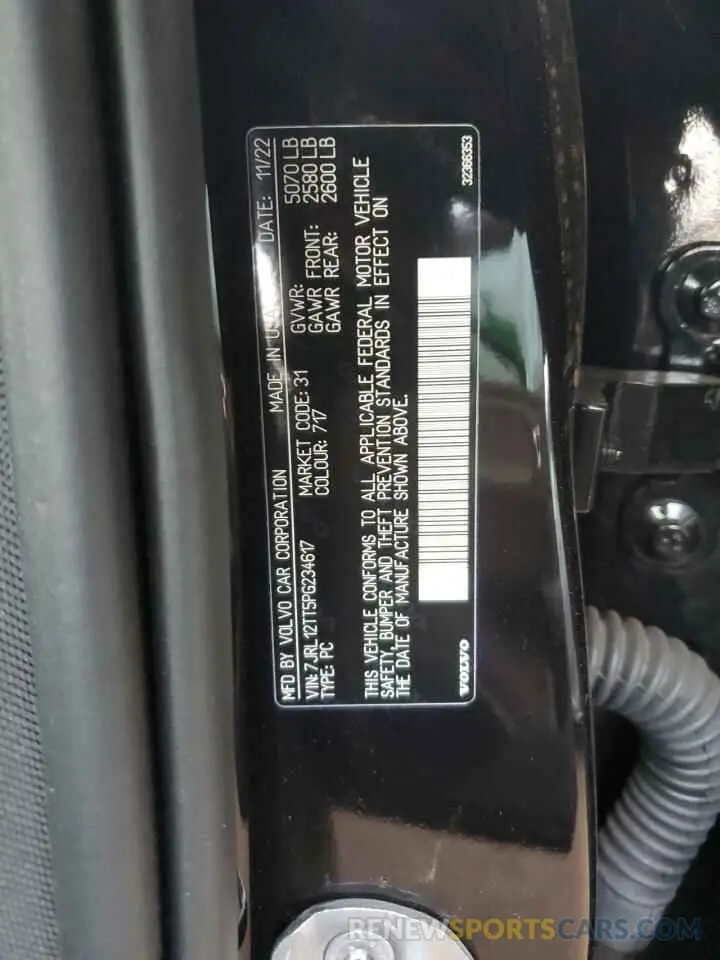 MFD BY VOLVO CAR CORPORATION MADE IN USA DATE: 11/22
VIN: 7JRL12TT5PG234617 MARKET CODE: 31 GVWR: 5070 LB
TYPE: PC COLOUR: 717 GAWR FRONT: 2580 LB
GAWR REAR: 2600 LB
THIS VEHICLE CONFORMS TO ALL APPLICABLE FEDERAL MOTOR VEHICLE
SAFETY, BUMPER AND THEFT PREVENTION STANDARDS IN EFFECT ON
THE DATE OF MANUFACTURE SHOWN ABOVE.
VOLVO 32366353
RENEWSPORTSCARS.COM